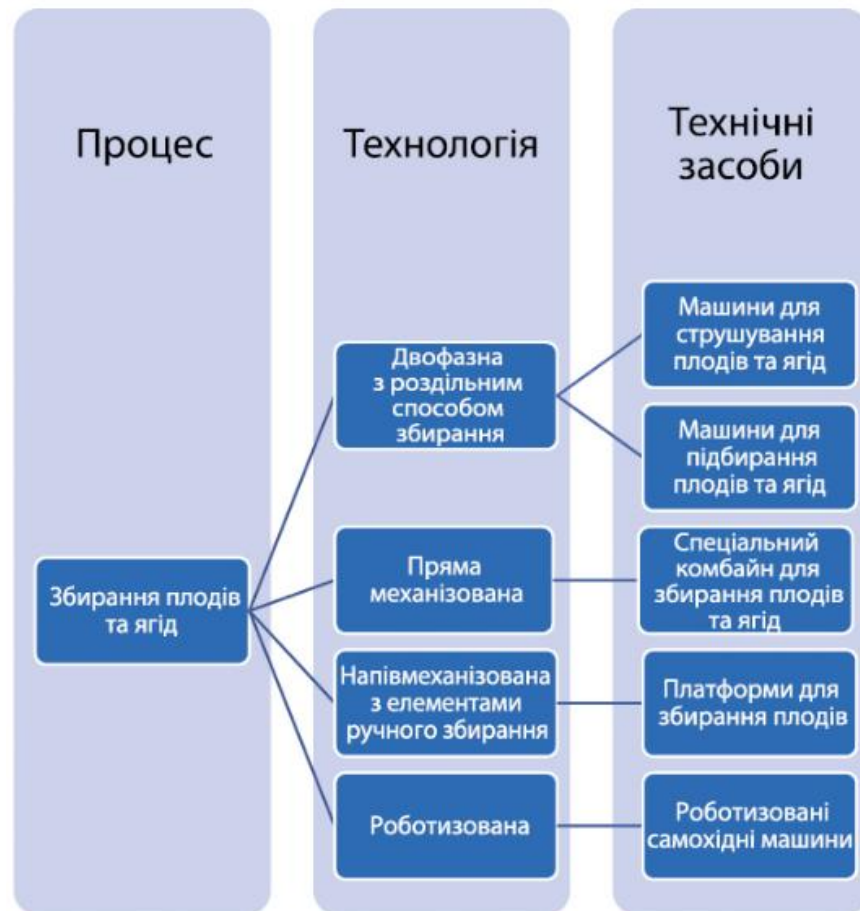 Процес
Технологія
Технічні
засоби
Збирання плодів
та ягід
Двофазна
з роздільним
способом
збирання
Пряма
механізована
Напівмеханізована
з елементами
ручного збирання
Роботизована
Машини для
струшування
плодів та ягід
Машини для
підбирання
плодів та ягід
Спеціальний
комбайн для
збирання плодів
та ягід
Платформи для
збирання плодів
Роботизовані
самохідні машини